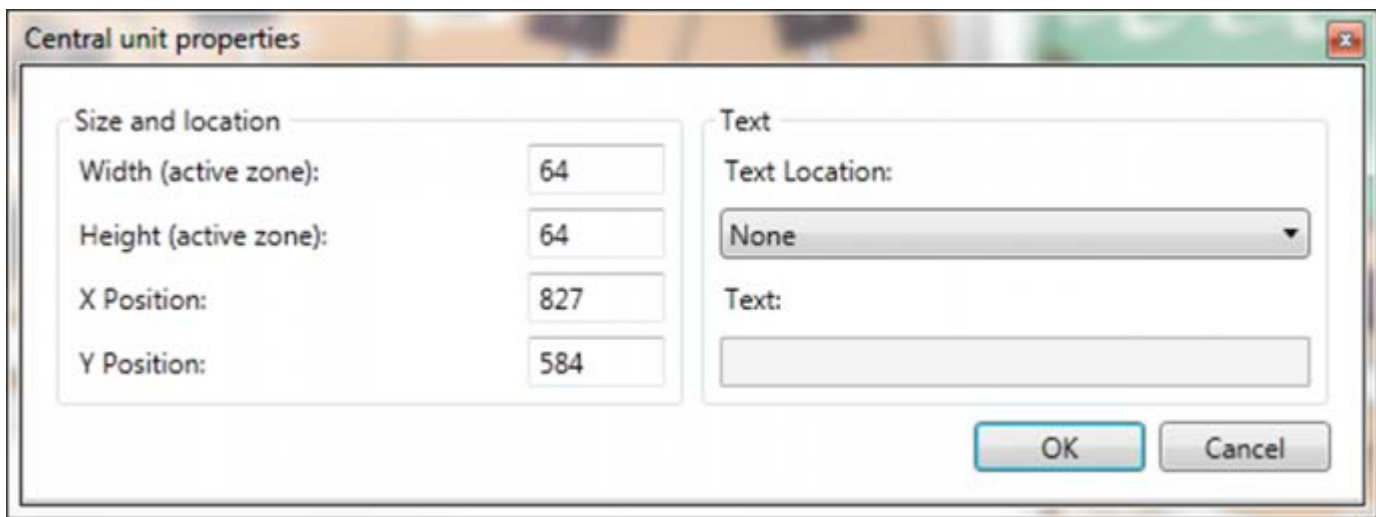 Central unit properties
Size and location
Width (active zone):
64
Height (active zone):
64
X Position:
827
Y Position:
584
Text
Text Location:
None
Text:
OK
Cancel